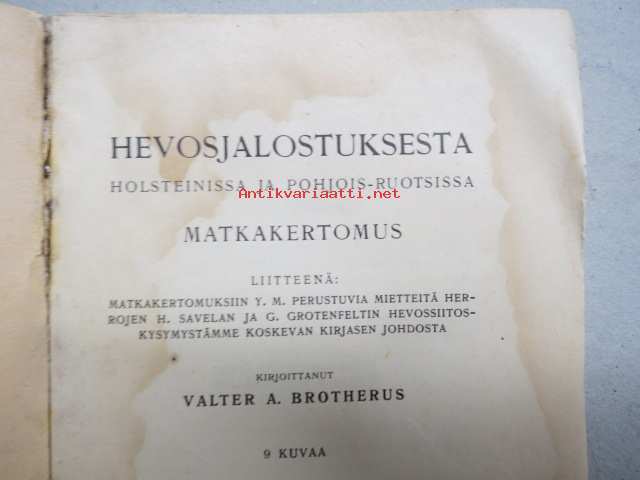 HEVOSJALOSTUKSESTA
HOLSTEINISSA JA POHJOIS-RUOTSISSA
Antikvariaatti.net
MATKAKERTOMUS
LIITTEENÄ:
MATKAKERTOMUKSIIN Y. M. PERUSTUVIA MIETTEITÄ HER-
ROJEN H. SAVELAN JA G. GROTENFELTIN HEVOSSIITOS-
KYSYMYSTÄMME KOSKEVAN KIRJASEN JOHDOSTA
KIRJOITTANUT
VALTER A. BROTHERUS
9 KUVAA